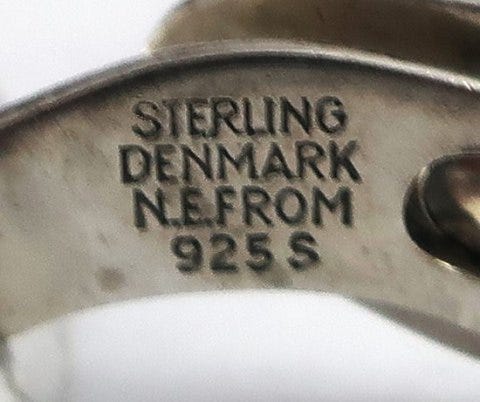 STERLING
DENMARK
N.E.FROM
925 S